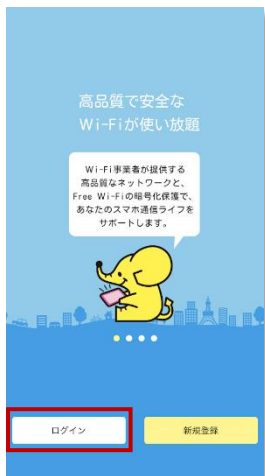 高品質で安全な
Wi-Fiが使い放題
Wi-Fi事業者が提供する
高品質なネットワークと、
Free Wi-Fiの暗号化保護で、
あなたのスマホ通信ライフを
サポートします。
ログイン
新規登録